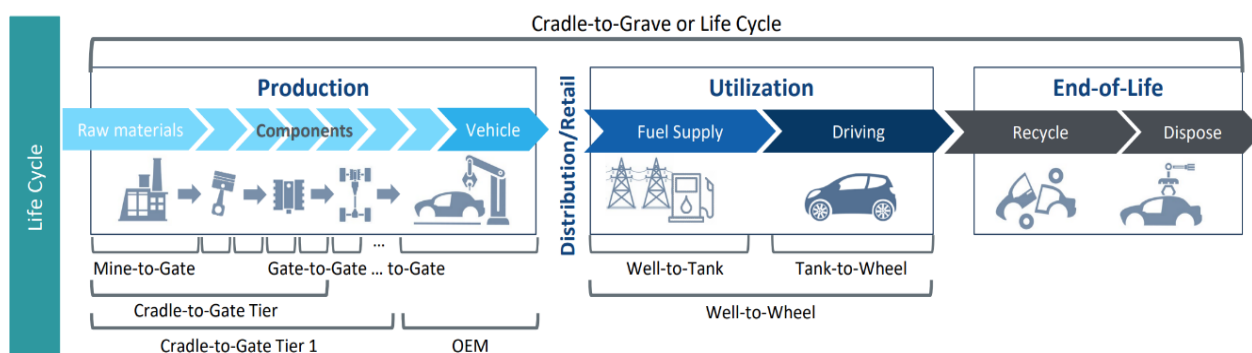 Cradle-to-Grave or Life Cycle
Life Cycle
Production
Raw materials
Components
Vehicle
Mine-to-Gate
Gate-to-Gate ... to-Gate
...
Cradle-to-Gate Tier
Cradle-to-Gate Tier 1
OEM
Distribution/Retail
Utilization
Fuel Supply
Driving
Well-to-Tank
Tank-to-Wheel
Well-to-Wheel
End-of-Life
Recycle
Dispose